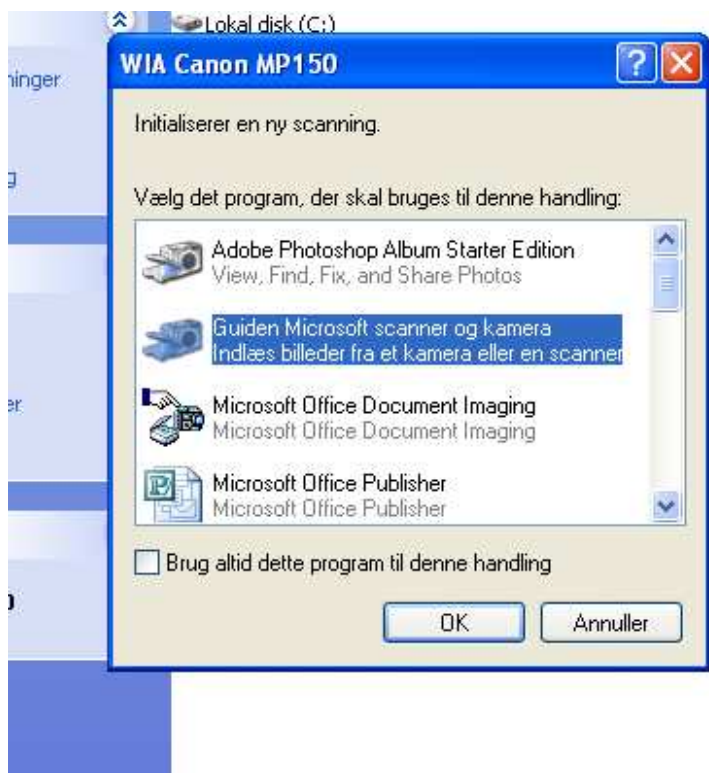 Lokal disk (C:)
ninger
WIA Canon MP150
Initialiserer en ny scanning.
g
Vælg det program, der skal bruges til denne handling:
Adobe Photoshop Album Starter Edition
View, Find, Fix, and Share Photos
Guiden Microsoft scanner og kamera
Indlæs billeder fra et kamera eller en scanner
er
Microsoft Office Document Imaging
Microsoft Office Document Imaging
Microsoft Office Publisher
Microsoft Office Publisher
Brug altid dette program til denne handling
OK
Annuller